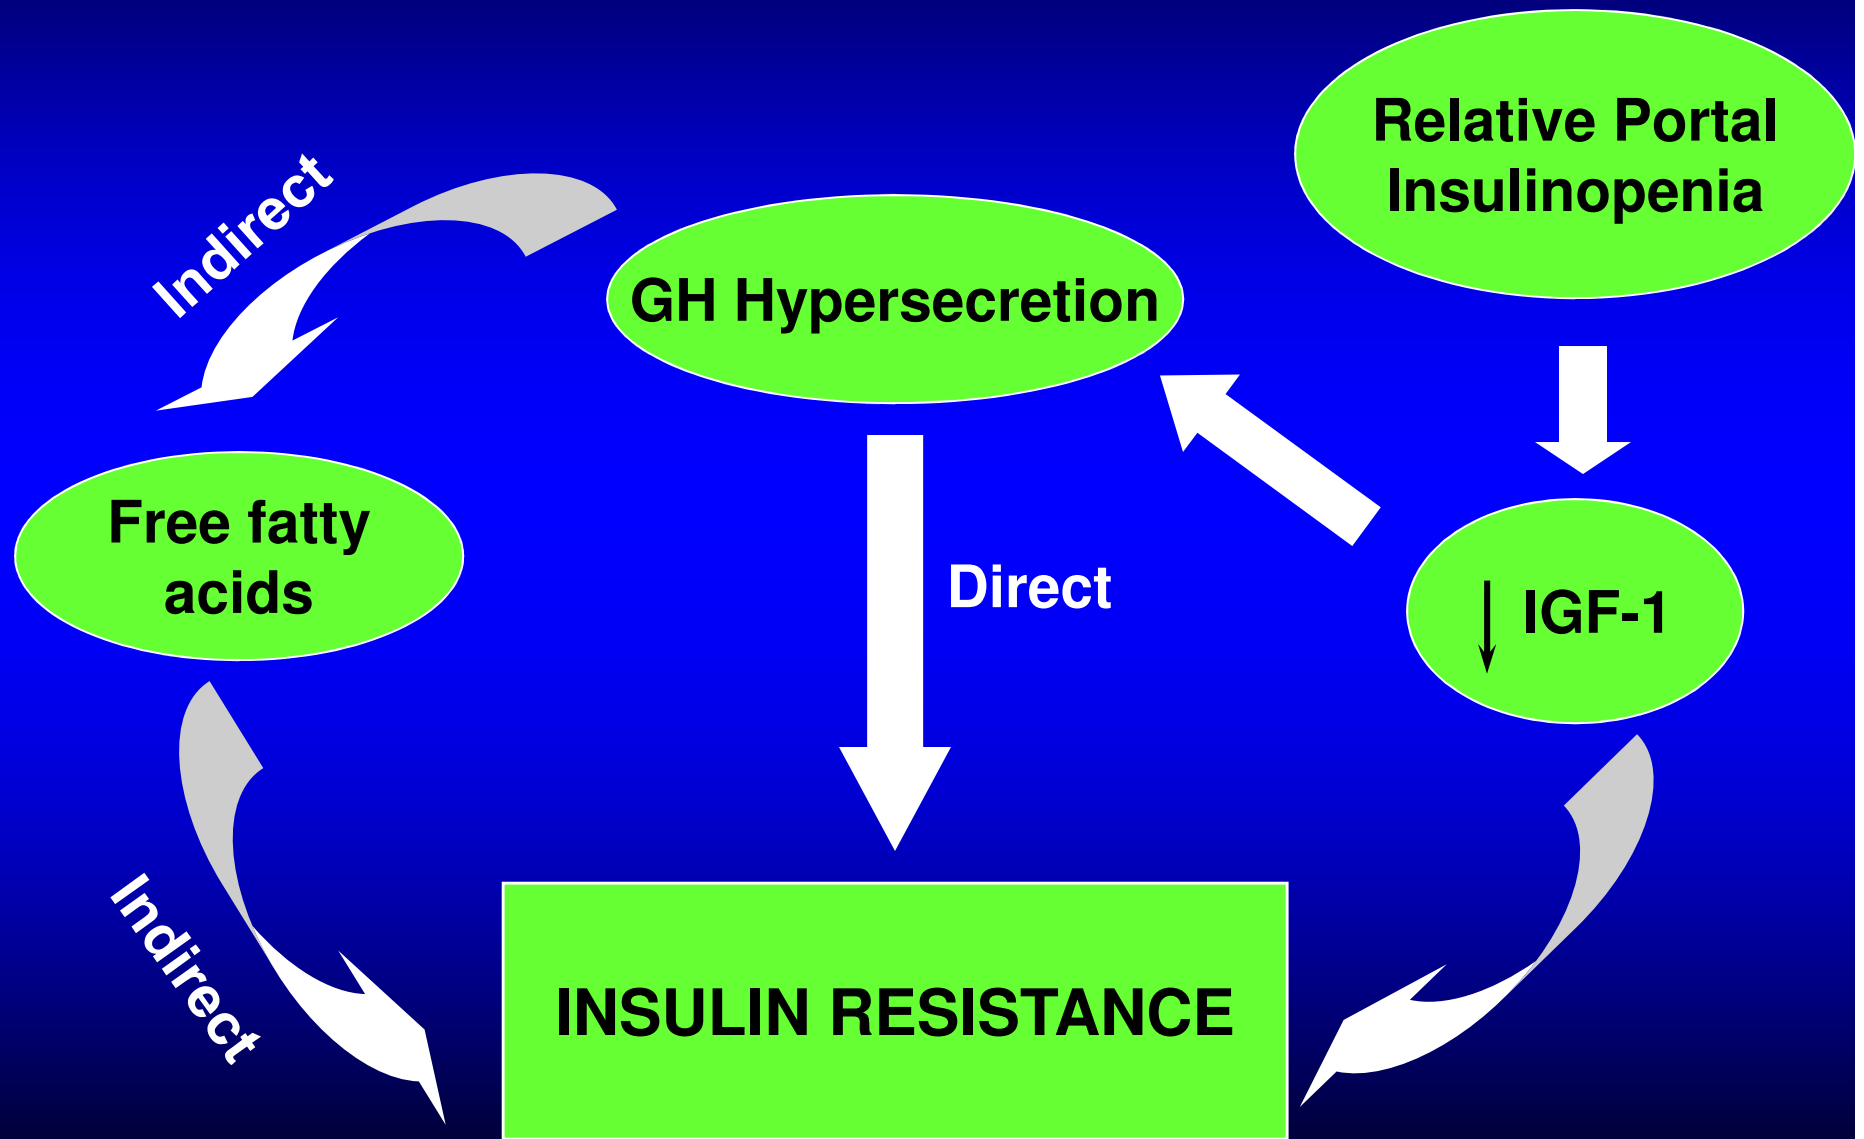 Relative Portal
Insulinopenia
Indirect
GH Hypersecretion
Free fatty
acids
Direct
↓ IGF-1
Indirect
INSULIN RESISTANCE